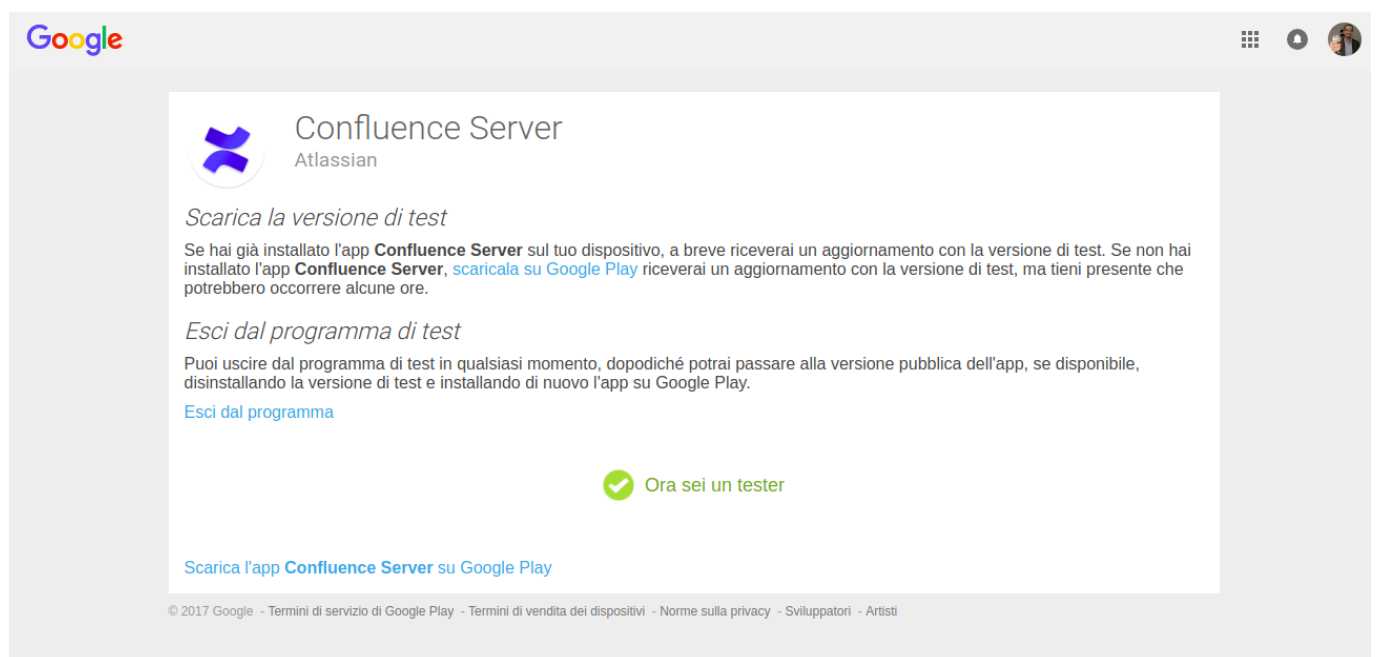 Google
Confluence Server
Atlassian
Scarica la versione di test
Se hai già installato l'app Confluence Server sul tuo dispositivo, a breve riceverai un aggiornamento con la versione di test. Se non hai
installato l'app Confluence Server, scaricala su Google Play riceverai un aggiornamento con la versione di test, ma tieni presente che
potrebbero occorrere alcune ore.
Esci dal programma di test
Puoi uscire dal programma di test in qualsiasi momento, dopodiché potrai passare alla versione pubblica dell'app, se disponibile,
disinstallando la versione di test e installando di nuovo l'app su Google Play.
Esci dal programma
Ora sei un tester
Scarica l'app Confluence Server su Google Play
© 2017 Google - Termini di servizio di Google Play - Termini di vendita dei dispositivi - Norme sulla privacy - Sviluppatori - Artisti